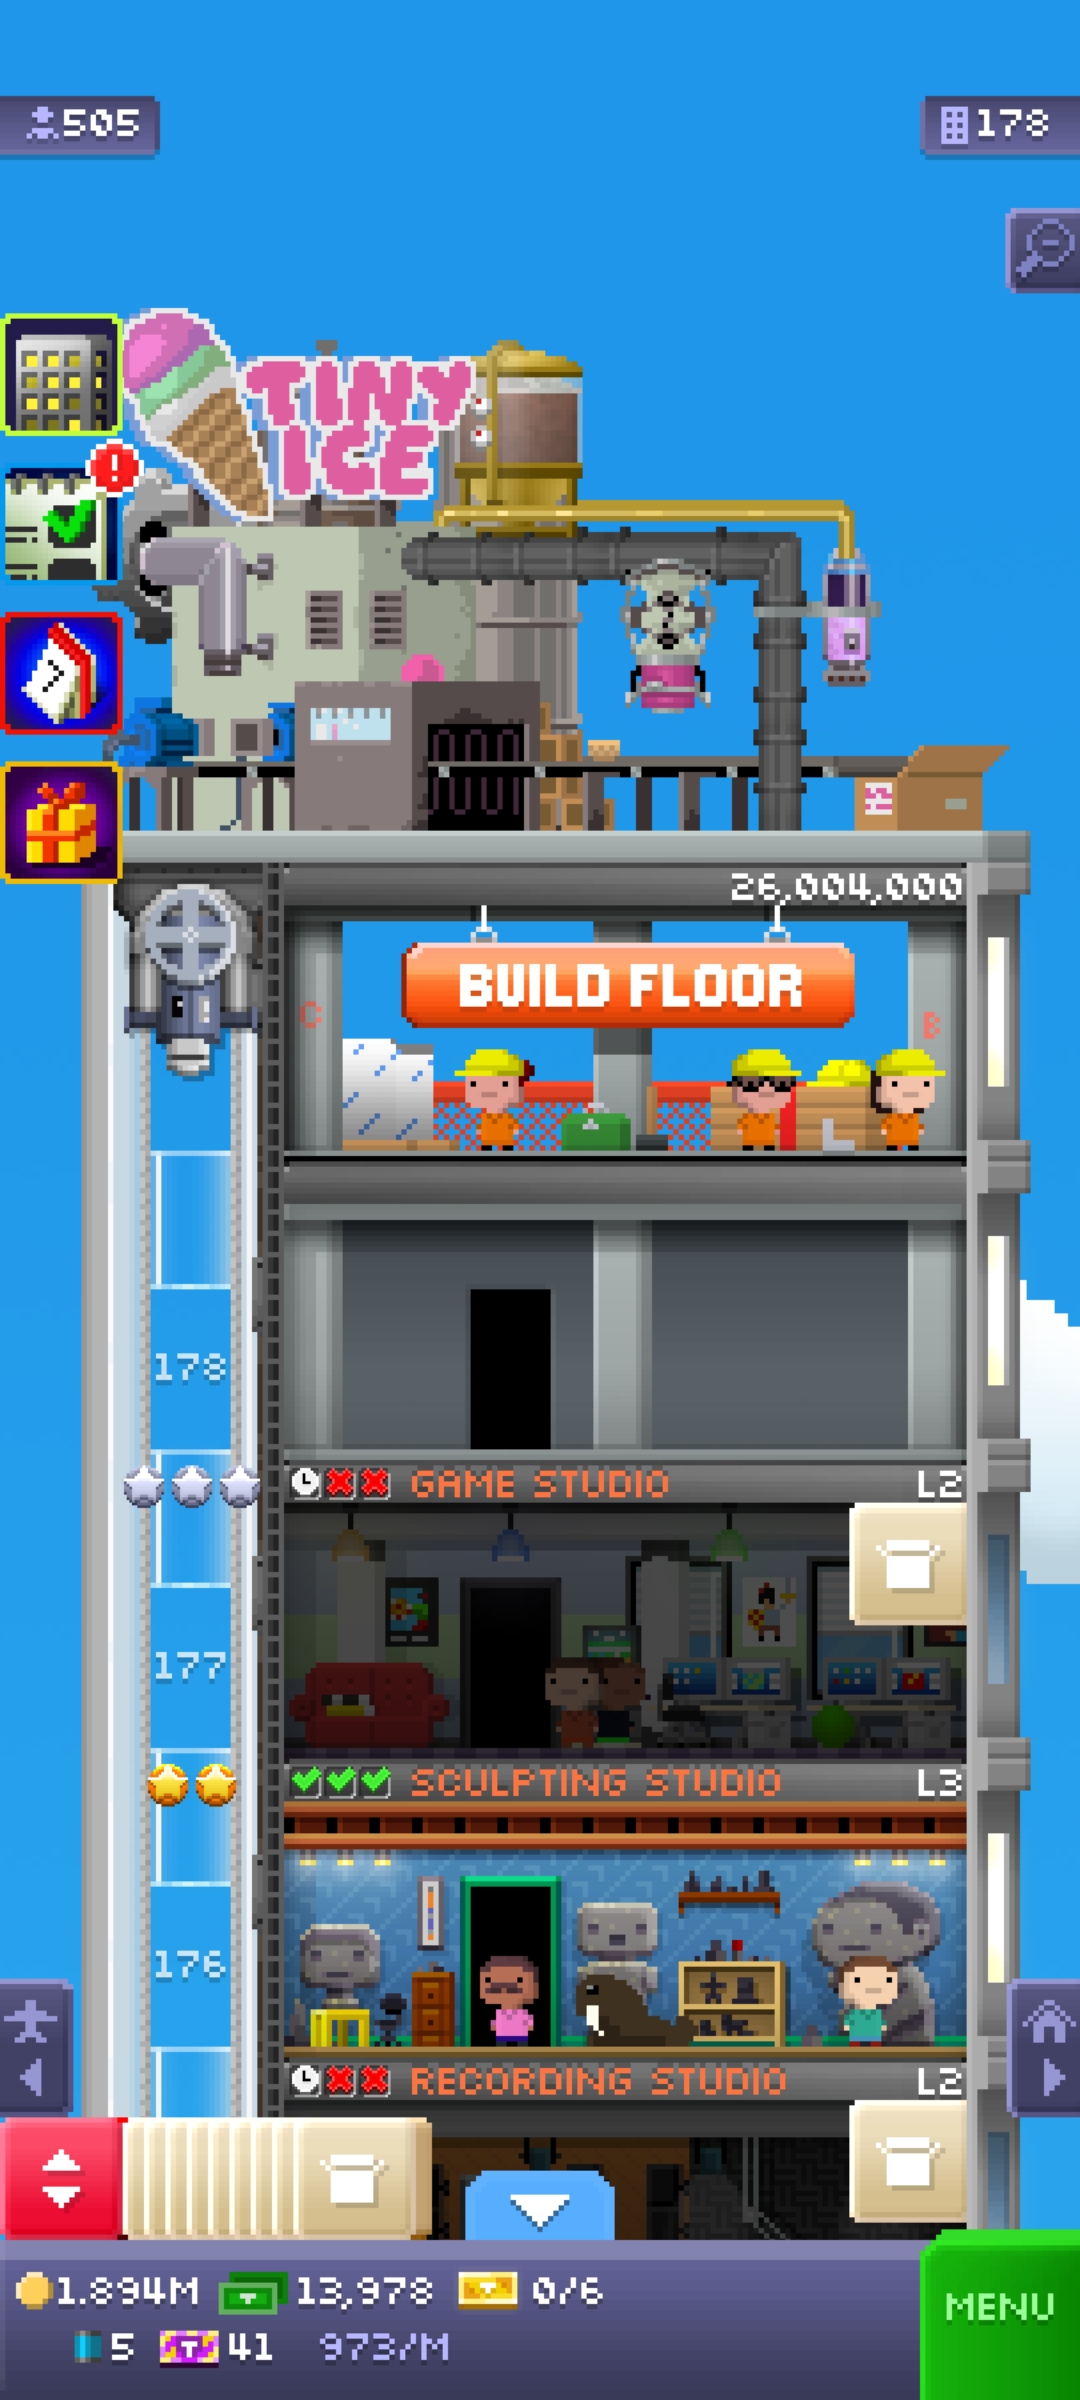 505
178
TINY
ICE
7
26,004,000
C
BUILD FLOOR
B
L
178
GAME STUDIO L2
177
SCULPTING STUDIO L3
176
RECORDING STUDIO L2
1.894M 13,978 0/6
MENU
5 T 41 973/M